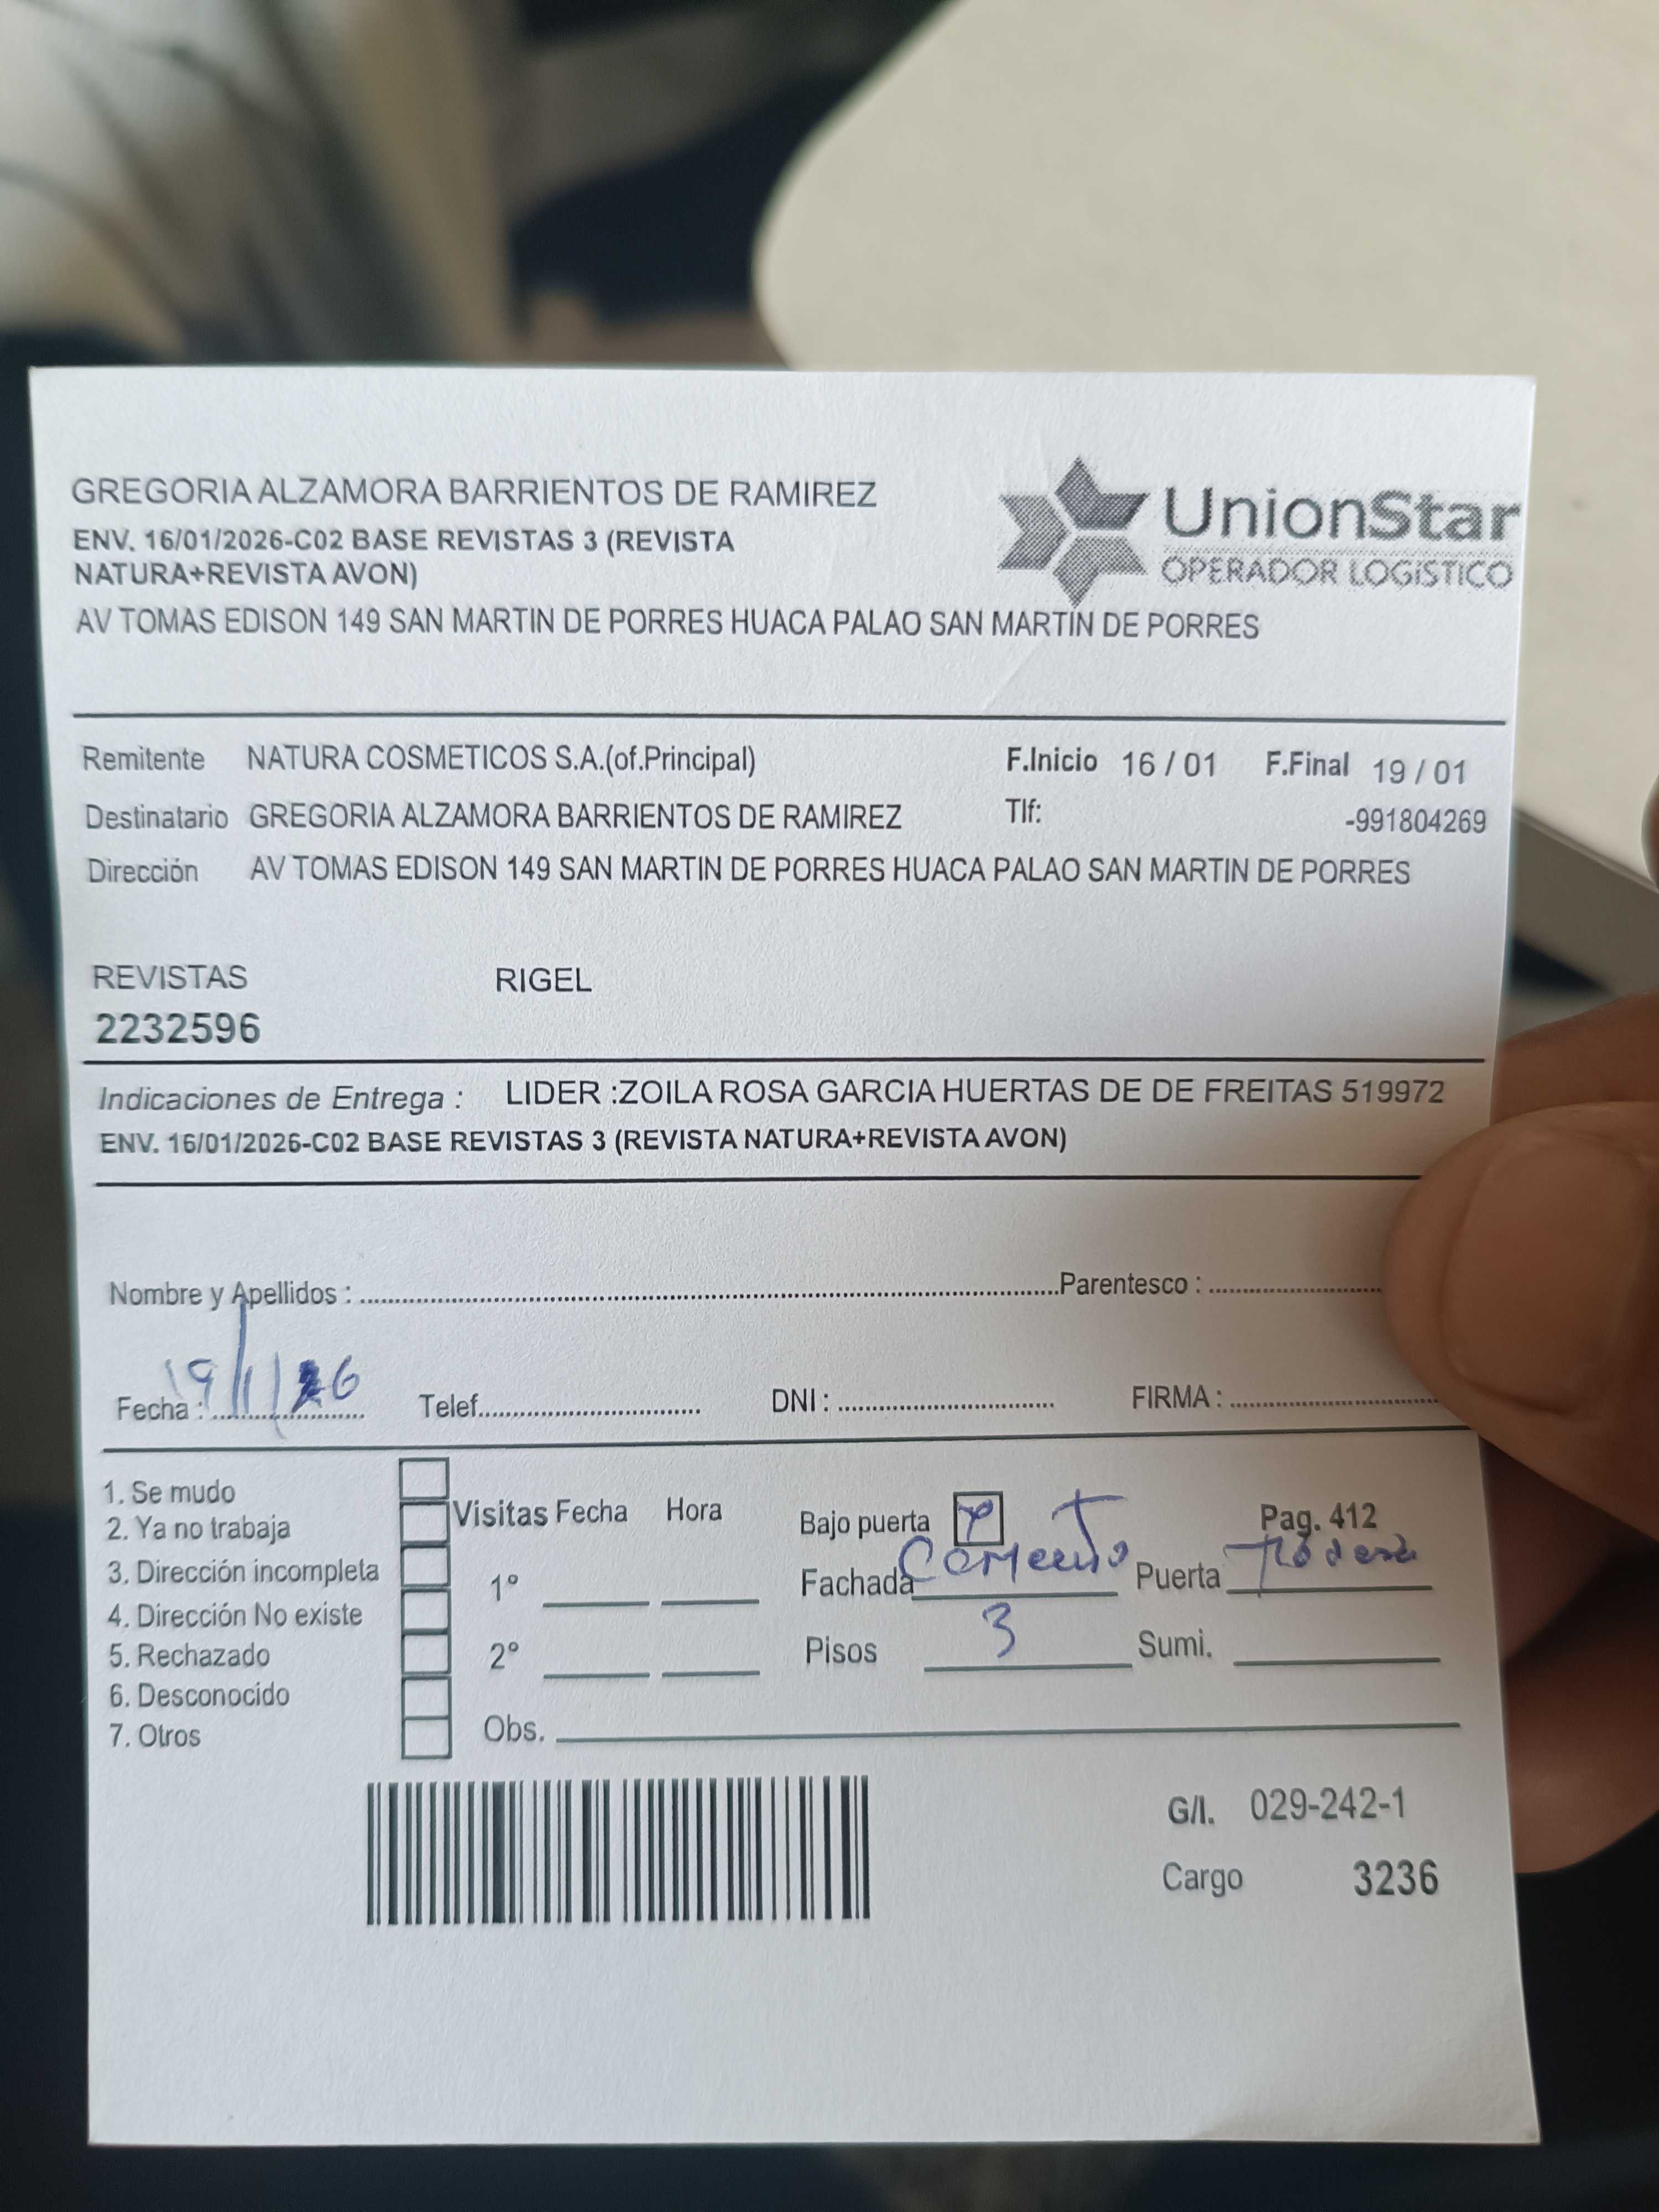 GREGORIA ALZAMORA BARRIENTOS DE RAMIREZ
UnionStar
OPERADOR LOGÍSTICO
ENV. 16/01/2026-C02 BASE REVISTAS 3 (REVISTA
NATURA+REVISTA AVON)
AV TOMAS EDISON 149 SAN MARTIN DE PORRES HUACA PALAO SAN MARTIN DE PORRES
Remitente NATURA COSMETICOS S.A.(of.Principal) F.Inicio 16 / 01 F.Final 19 / 01
Destinatario GREGORIA ALZAMORA BARRIENTOS DE RAMIREZ Tlf: -991804269
Dirección AV TOMAS EDISON 149 SAN MARTIN DE PORRES HUACA PALAO SAN MARTIN DE PORRES
REVISTAS RIGEL
2232596
Indicaciones de Entrega : LIDER :ZOILA ROSA GARCIA HUERTAS DE DE FREITAS 519972
ENV. 16/01/2026-C02 BASE REVISTAS 3 (REVISTA NATURA+REVISTA AVON)
Nombre y Apellidos : Parentesco :
Fecha : 19/1/26 Telef. DNI : FIRMA :
1. Se mudo
2. Ya no trabaja
3. Dirección incompleta
4. Dirección No existe
5. Rechazado
6. Desconocido
7. Otros
Visitas Fecha Hora
1°
2°
Obs.
Bajo puerta Pag. 412
Fachada Cemento Puerta
Pisos 3 Sumi.
G/I. 029-242-1
Cargo 3236